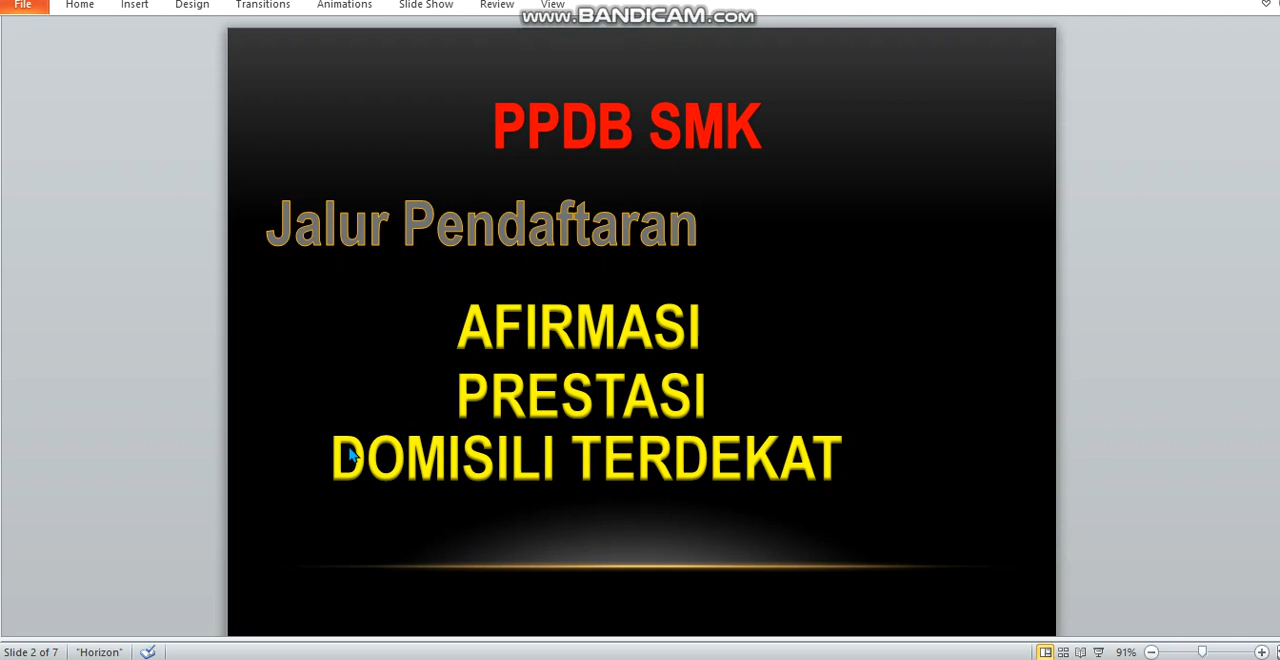 File Home Insert Design Transitions Animations Slide Show Review View
www.BANDICAM.com
PPDB SMK
Jalur Pendaftaran
AFIRMASI
PRESTASI
DOMISILI TERDEKAT
Slide 2 of 7 "Horizon" 91%